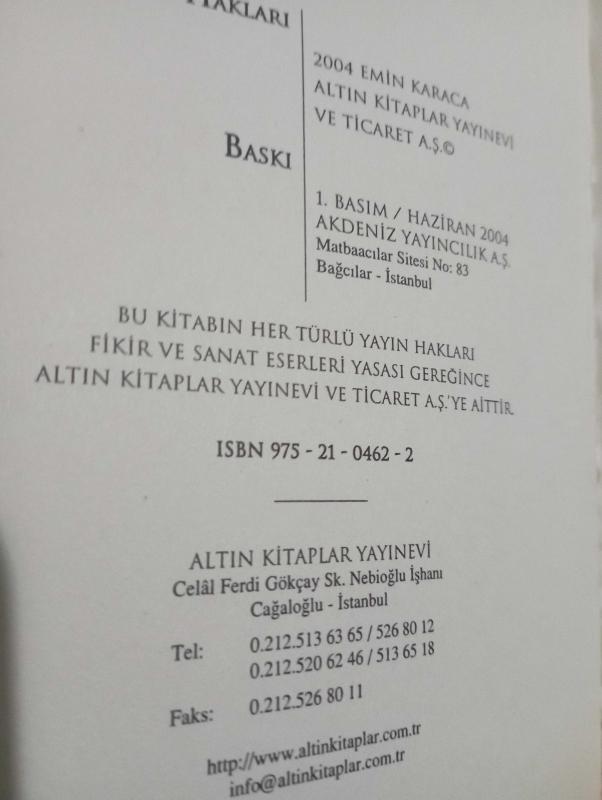 HAKLARI
2004 EMİN KARACA
ALTIN KİTAPLAR YAYINEVİ
VE TİCARET A.Ş.©
BASKI
1. BASIM / HAZİRAN 2004
AKDENİZ YAYINCILIK A.Ş.
Matbaacılar Sitesi No: 83
Bağcılar - İstanbul
BU KİTABIN HER TÜRLÜ YAYIN HAKLARI
FİKİR VE SANAT ESERLERİ YASASI GEREĞİNCE
ALTIN KİTAPLAR YAYINEVİ VE TİCARET A.Ş.'YE AİTTİR.
ISBN 975 - 21 - 0462 - 2
ALTIN KİTAPLAR YAYINEVİ
Celâl Ferdi Gökçay Sk. Nebioğlu İşhanı
Cağaloğlu - İstanbul
Tel: 0.212.513 63 65 / 526 80 12
0.212.520 62 46 / 513 65 18
Faks: 0.212.526 80 11
http://www.altinkitaplar.com.tr
info@altinkitaplar.com.tr